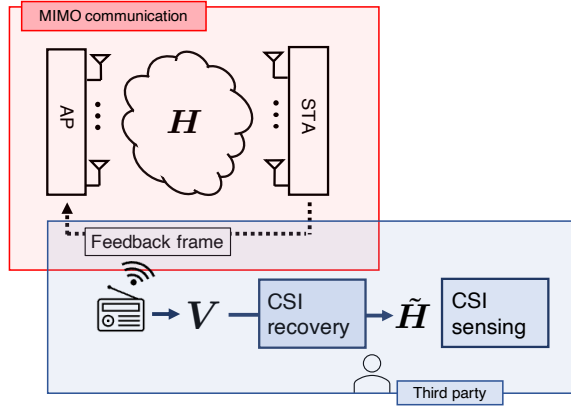 MIMO communication
AP
H
STA
Feedback frame
V
CSI
recovery
H̃
CSI
sensing
Third party